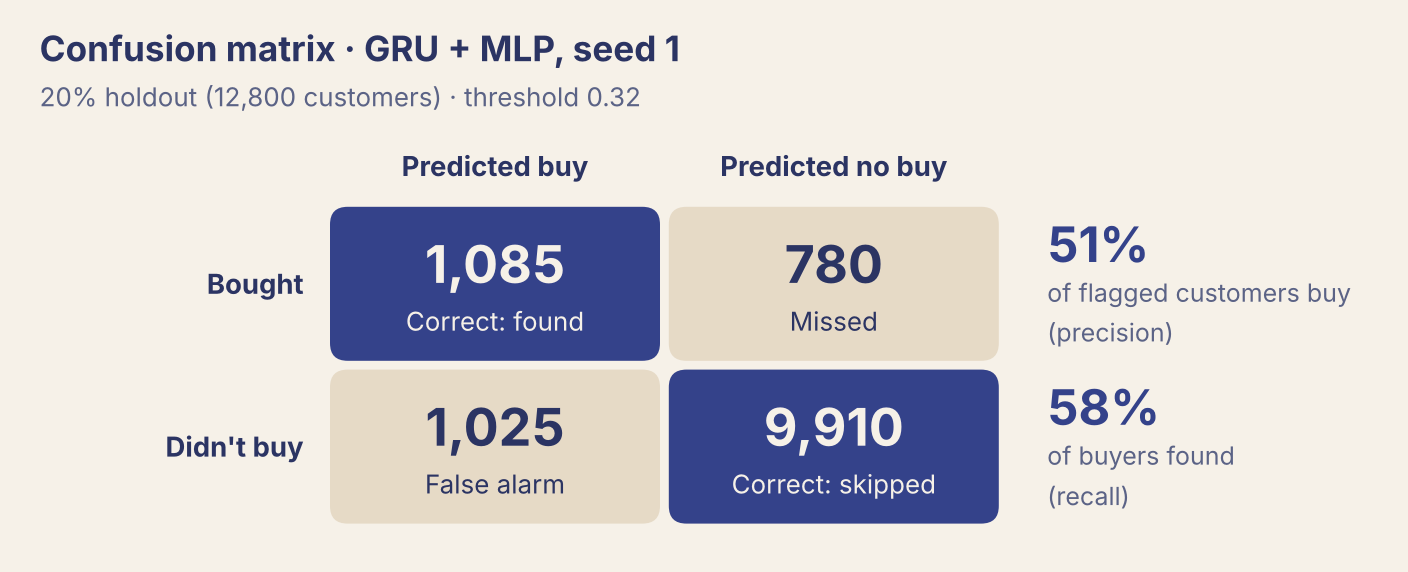 Confusion matrix · GRU + MLP, seed 1
20% holdout (12,800 customers) · threshold 0.32
Predicted buy
Predicted no buy
Bought
1,085
Correct: found
780
Missed
51%
of flagged customers buy
(precision)
Didn't buy
1,025
False alarm
9,910
Correct: skipped
58%
of buyers found
(recall)